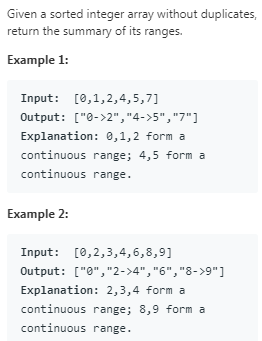 Given a sorted integer array without duplicates,
return the summary of its ranges.
Example 1:
Input:  [0,1,2,4,5,7]
Output: ["0->2","4->5","7"]
Explanation: 0,1,2 form a
continuous range; 4,5 form a
continuous range.
Example 2:
Input:  [0,2,3,4,6,8,9]
Output: ["0","2->4","6","8->9"]
Explanation: 2,3,4 form a
continuous range; 8,9 form a
continuous range.